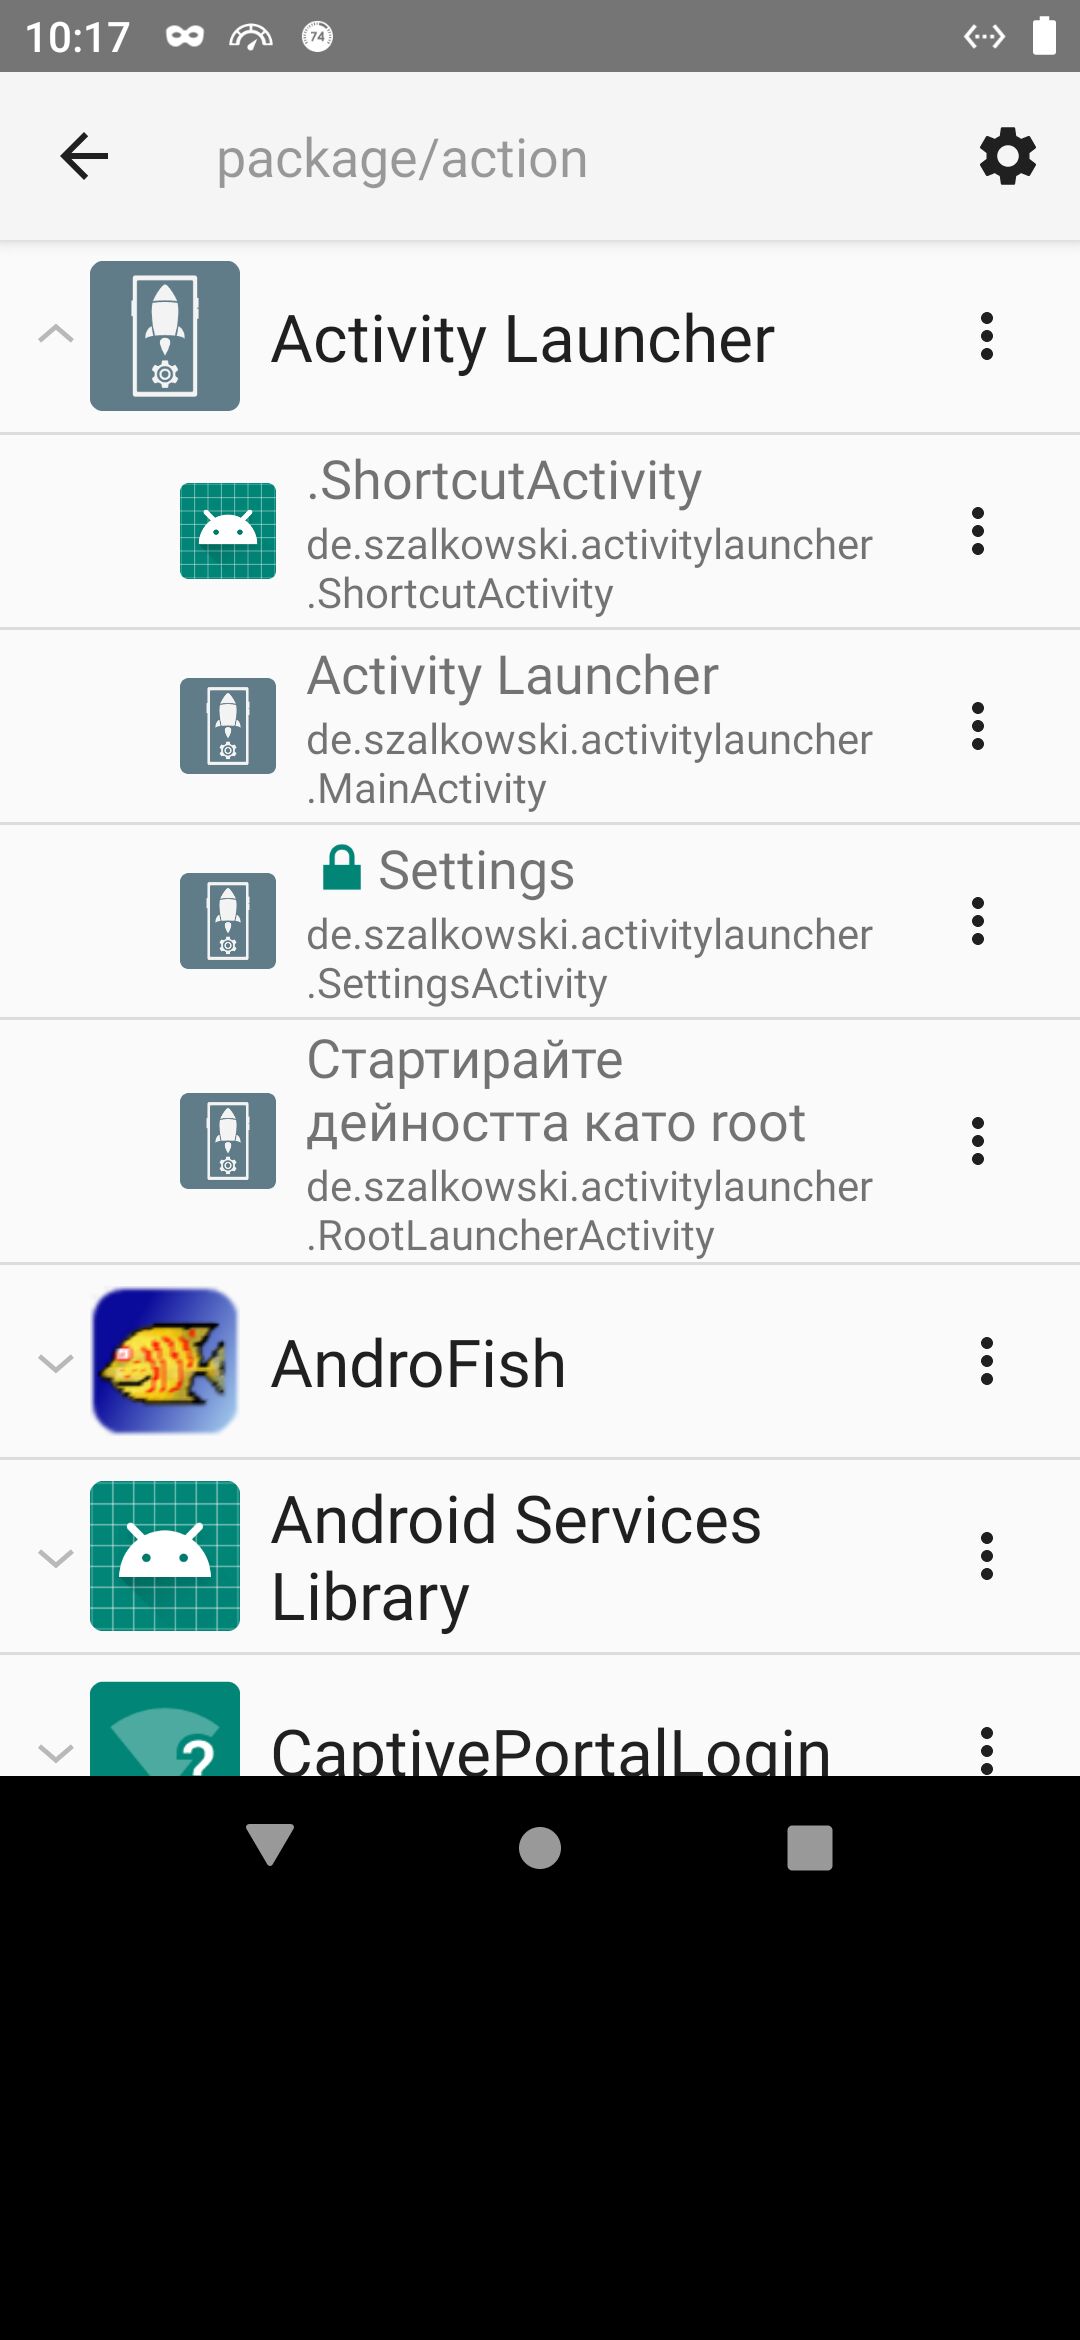 10:17
74
package/action
Activity Launcher
.ShortcutActivity
de.szalkowski.activitylauncher
.ShortcutActivity
Activity Launcher
de.szalkowski.activitylauncher
.MainActivity
Settings
de.szalkowski.activitylauncher
.SettingsActivity
Стартирайте
дейността като root
de.szalkowski.activitylauncher
.RootLauncherActivity
AndroFish
Android Services
Library
?
CaptivePortalLogin